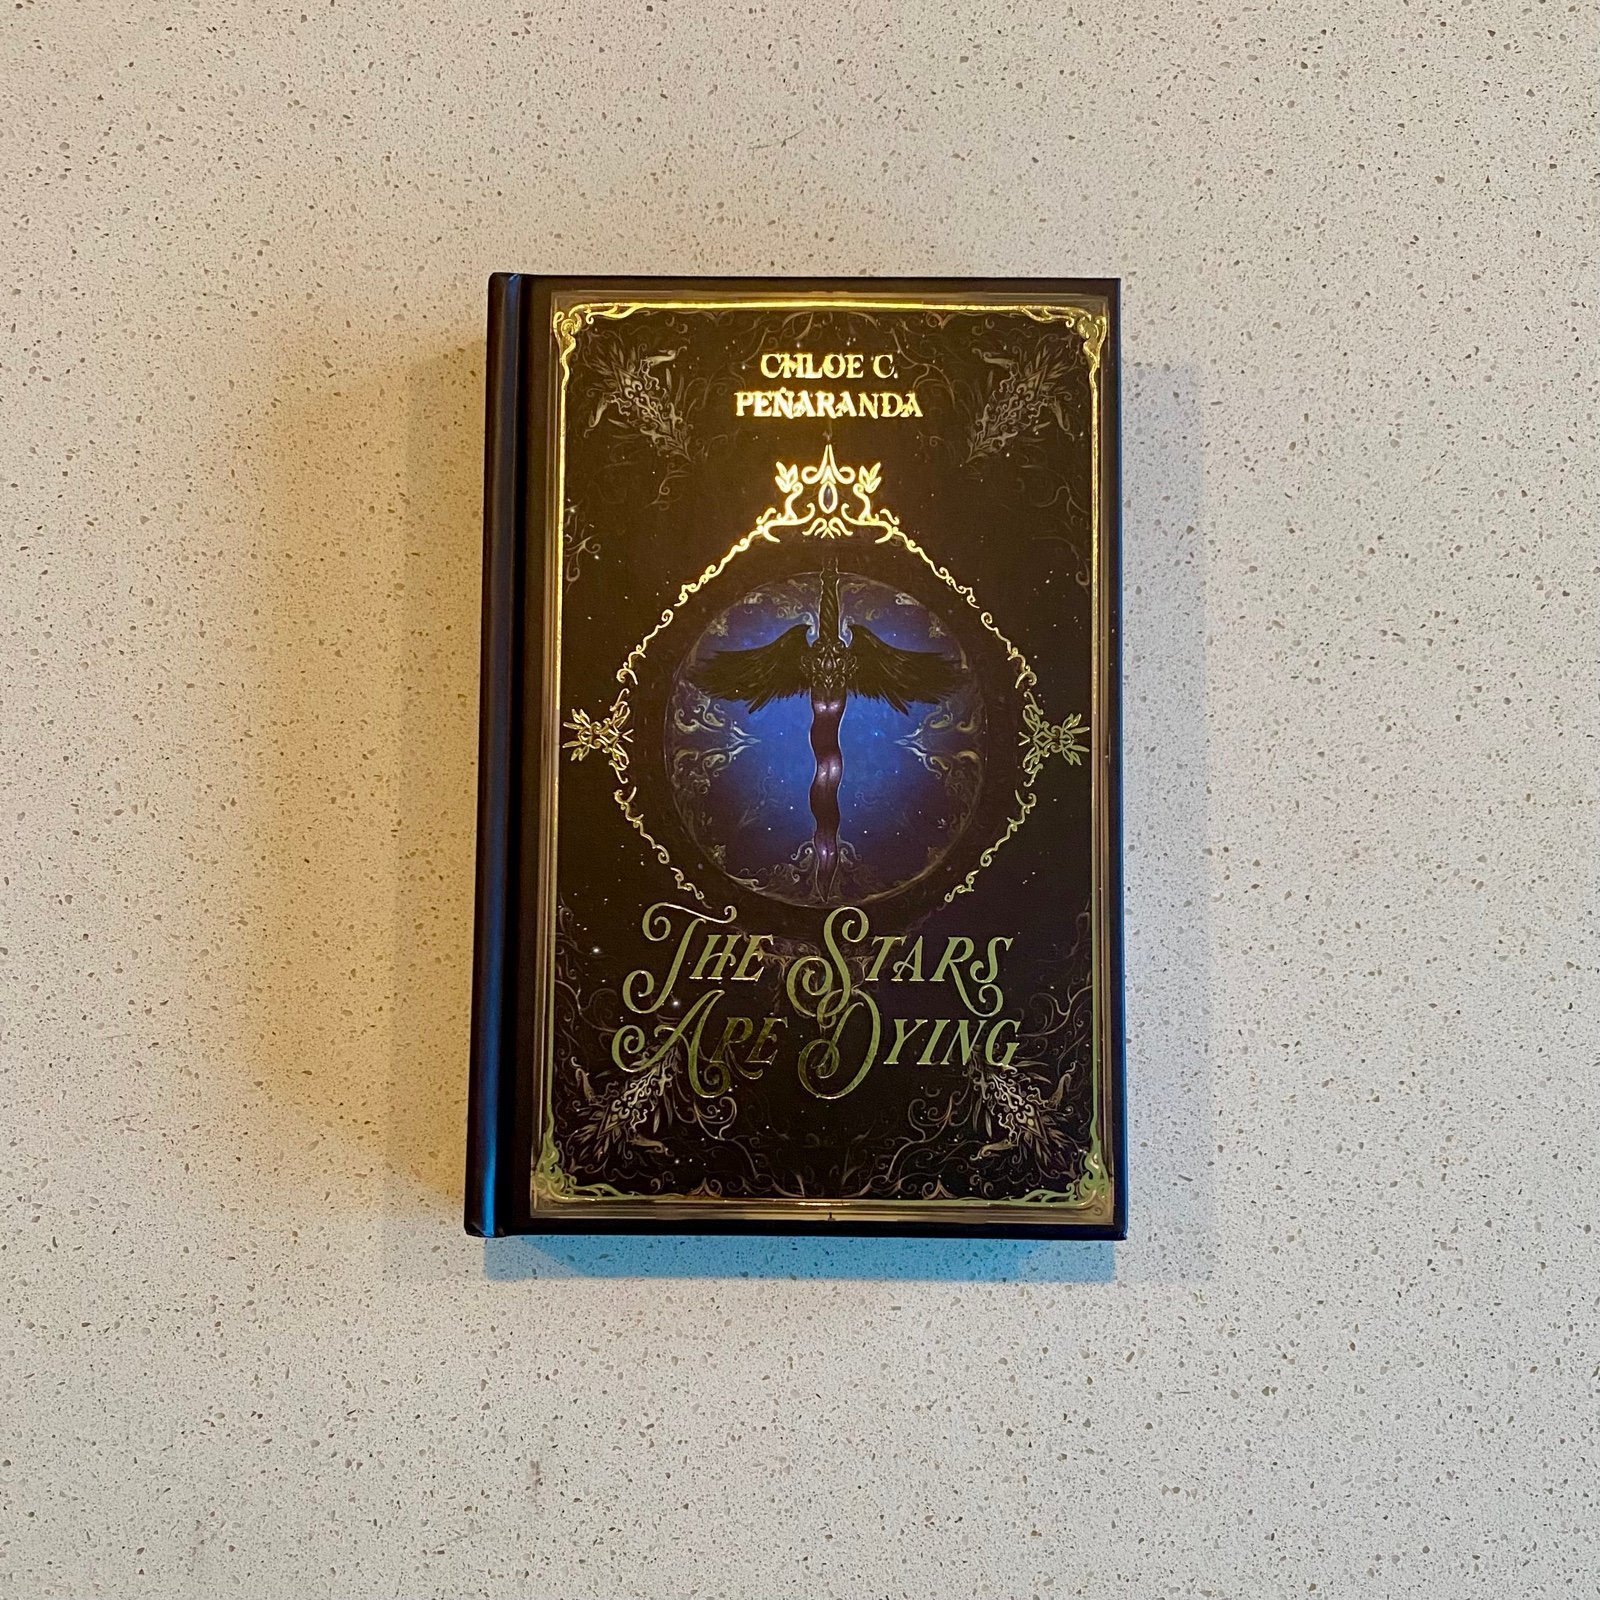 CHLOE C.
PEÑARANDA
THE STARS
ARE DYING